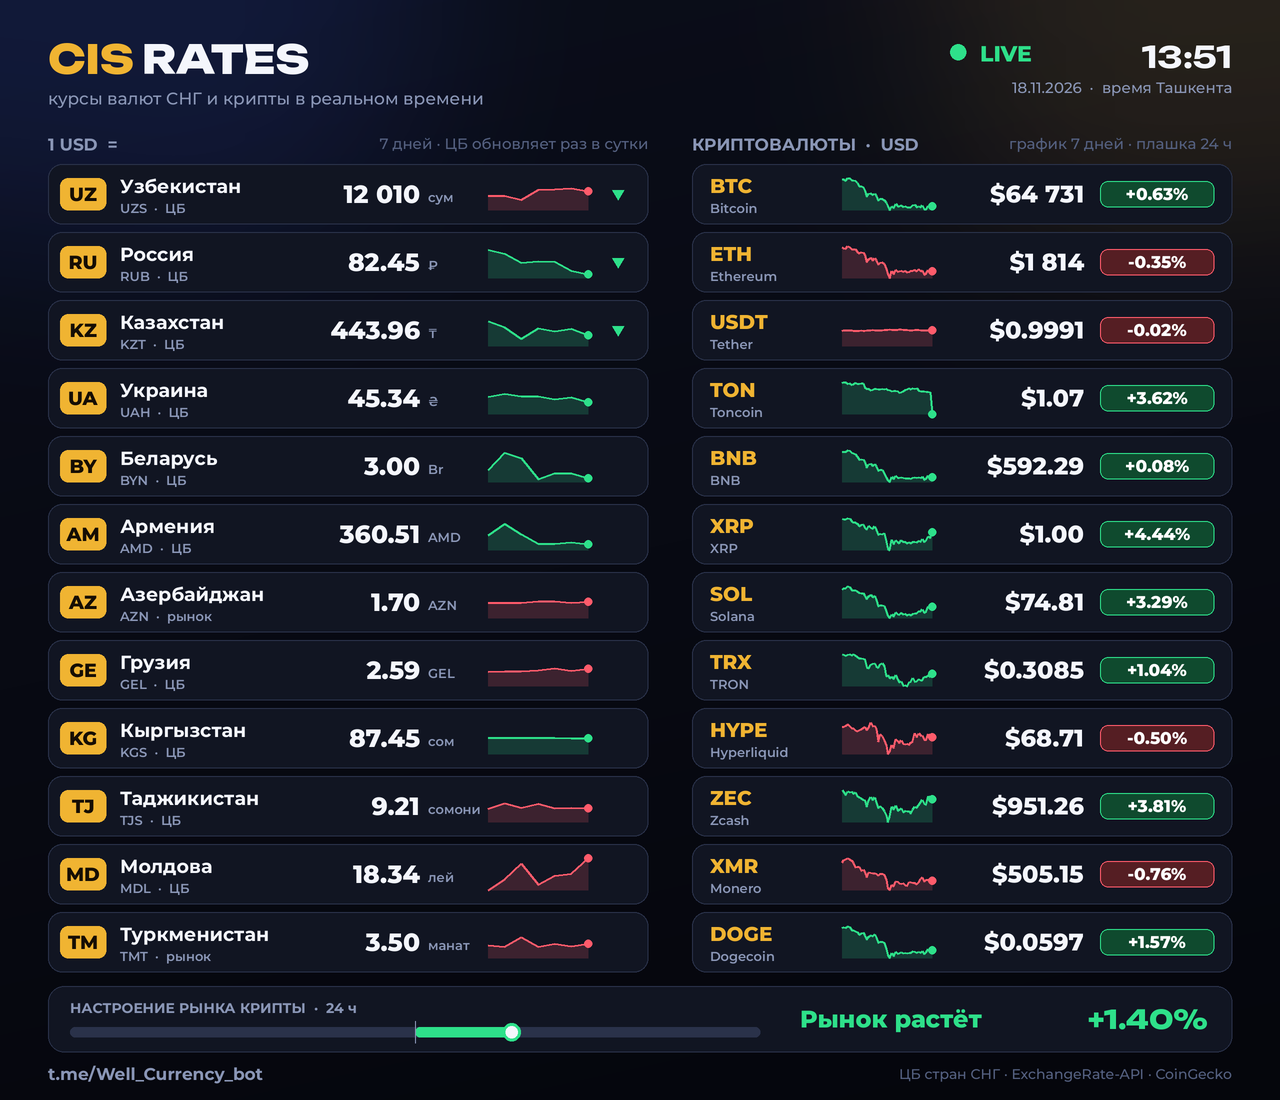 CIS RATES
курсы валют СНГ и крипты в реальном времени
LIVE
13:51
18.11.2026 · время Ташкента
1 USD =
7 дней · ЦБ обновляет раз в сутки
UZ Узбекистан 12 010 сум
UZS · ЦБ
RU Россия 82.45 ₽
RUB · ЦБ
KZ Казахстан 443.96 ₸
KZT · ЦБ
UA Украина 45.34 ₴
UAH · ЦБ
BY Беларусь 3.00 Br
BYN · ЦБ
AM Армения 360.51 AMD
AMD · ЦБ
AZ Азербайджан 1.70 AZN
AZN · рынок
GE Грузия 2.59 GEL
GEL · ЦБ
KG Кыргызстан 87.45 сом
KGS · ЦБ
TJ Таджикистан 9.21 сомони
TJS · ЦБ
MD Молдова 18.34 лей
MDL · ЦБ
TM Туркменистан 3.50 манат
TMT · рынок
КРИПТОВАЛЮТЫ · USD
график 7 дней · плашка 24 ч
BTC $64 731 +0.63%
Bitcoin
ETH $1 814 -0.35%
Ethereum
USDT $0.9991 -0.02%
Tether
TON $1.07 +3.62%
Toncoin
BNB $592.29 +0.08%
BNB
XRP $1.00 +4.44%
XRP
SOL $74.81 +3.29%
Solana
TRX $0.3085 +1.04%
TRON
HYPE $68.71 -0.50%
Hyperliquid
ZEC $951.26 +3.81%
Zcash
XMR $505.15 -0.76%
Monero
DOGE $0.0597 +1.57%
Dogecoin
НАСТРОЕНИЕ РЫНКА КРИПТЫ · 24 ч
Рынок растёт
+1.40%
t.me/Well_Currency_bot
ЦБ стран СНГ · ExchangeRate-API · CoinGecko